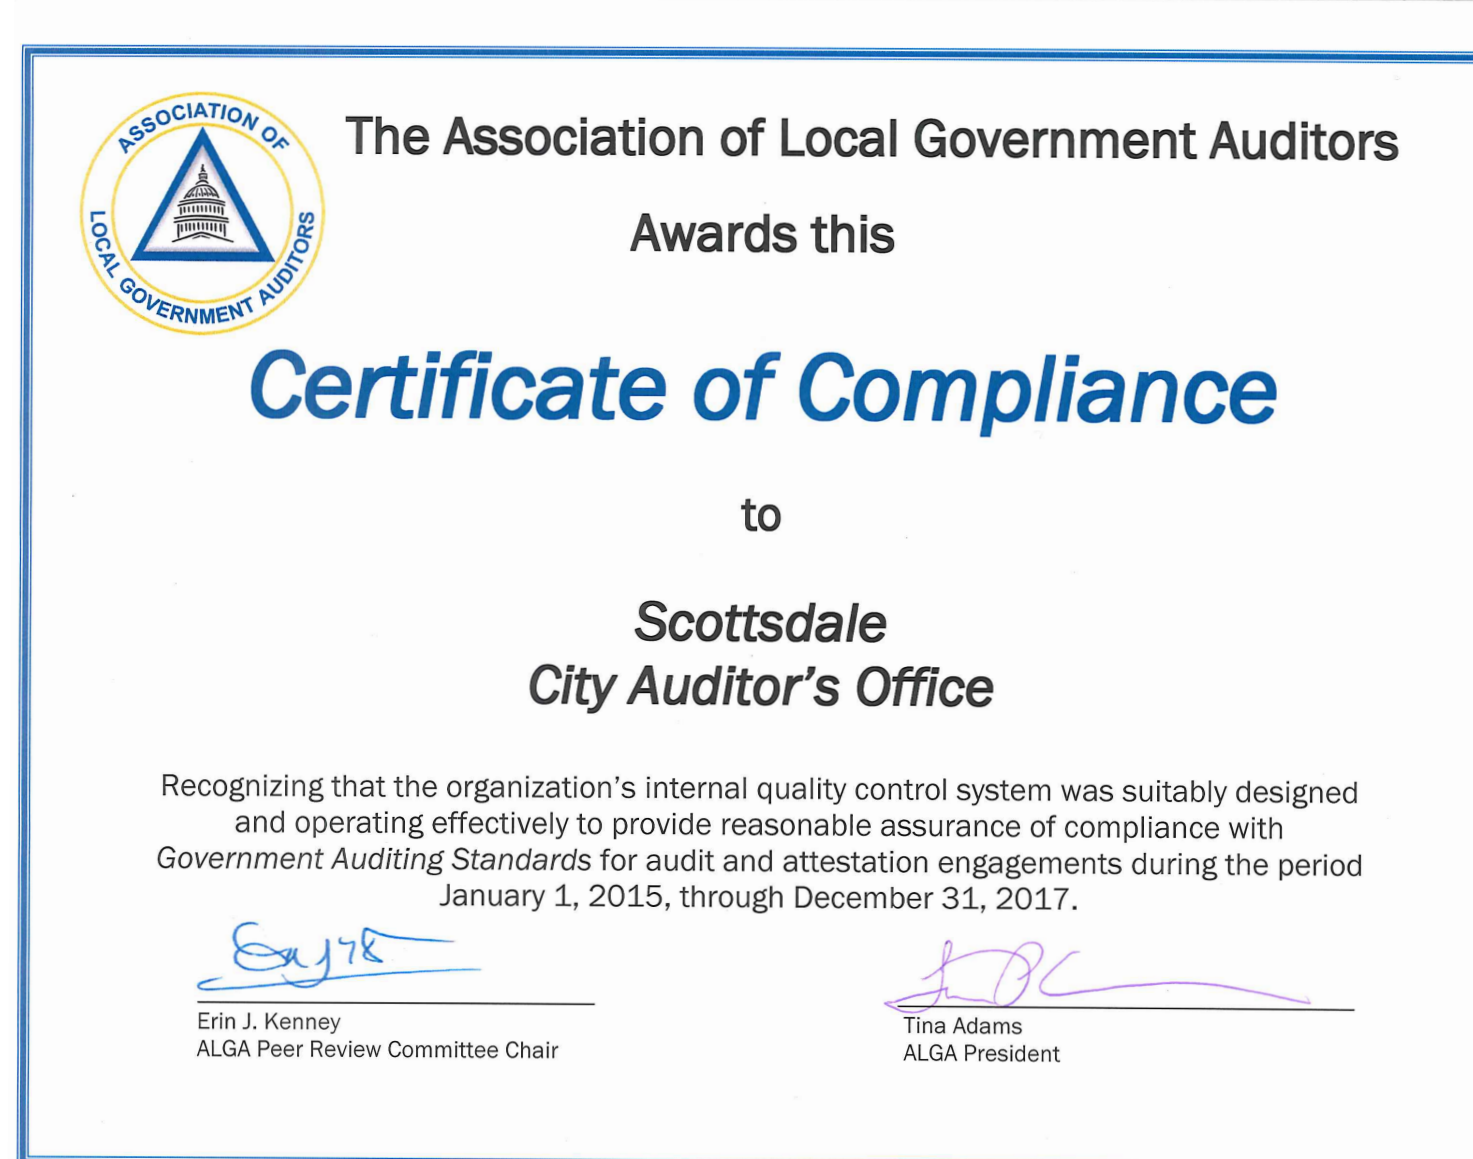 ASSOCIATION OF
LOCAL GOVERNMENT AUDITORS
The Association of Local Government Auditors
Awards this
Certificate of Compliance
to
Scottsdale
City Auditor's Office
Recognizing that the organization's internal quality control system was suitably designed
and operating effectively to provide reasonable assurance of compliance with
Government Auditing Standards for audit and attestation engagements during the period
January 1, 2015, through December 31, 2017.
Erin J. Kenney
ALGA Peer Review Committee Chair
Tina Adams
ALGA President